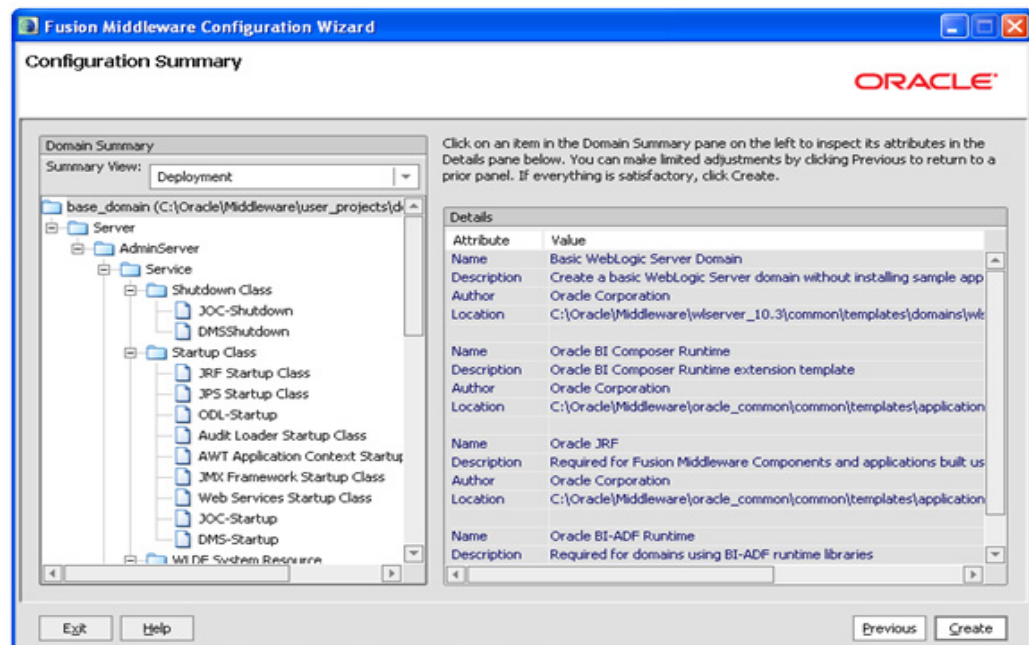 Fusion Middleware Configuration Wizard
Configuration Summary
ORACLE
Domain Summary
Summary View:
Deployment
base_domain (C:\Oracle\Middleware\user_projects\d
Server
AdminServer
Service
Shutdown Class
JOC-Shutdown
DMSShutdown
Startup Class
JRF Startup Class
JPS Startup Class
ODL-Startup
Audit Loader Startup Class
AWT Application Context Startup
JMX Framework Startup Class
Web Services Startup Class
JOC-Startup
DMS-Startup
WLDF System Resource
Click on an item in the Domain Summary pane on the left to inspect its attributes in the
Details pane below. You can make limited adjustments by clicking Previous to return to a
prior panel. If everything is satisfactory, click Create.
Details
Attribute Value
Name Basic WebLogic Server Domain
Description Create a basic WebLogic Server domain without installing sample app
Author Oracle Corporation
Location C:\Oracle\Middleware\wlserver_10.3\common\templates\domains\wls
Name Oracle BI Composer Runtime
Description Oracle BI Composer Runtime extension template
Author Oracle Corporation
Location C:\Oracle\Middleware\oracle_common\common\templates\application
Name Oracle JRF
Description Required for Fusion Middleware Components and applications built us
Author Oracle Corporation
Location C:\Oracle\Middleware\oracle_common\common\templates\application
Name Oracle BI-ADF Runtime
Description Required for domains using BI-ADF runtime libraries
Exit Help Previous Create